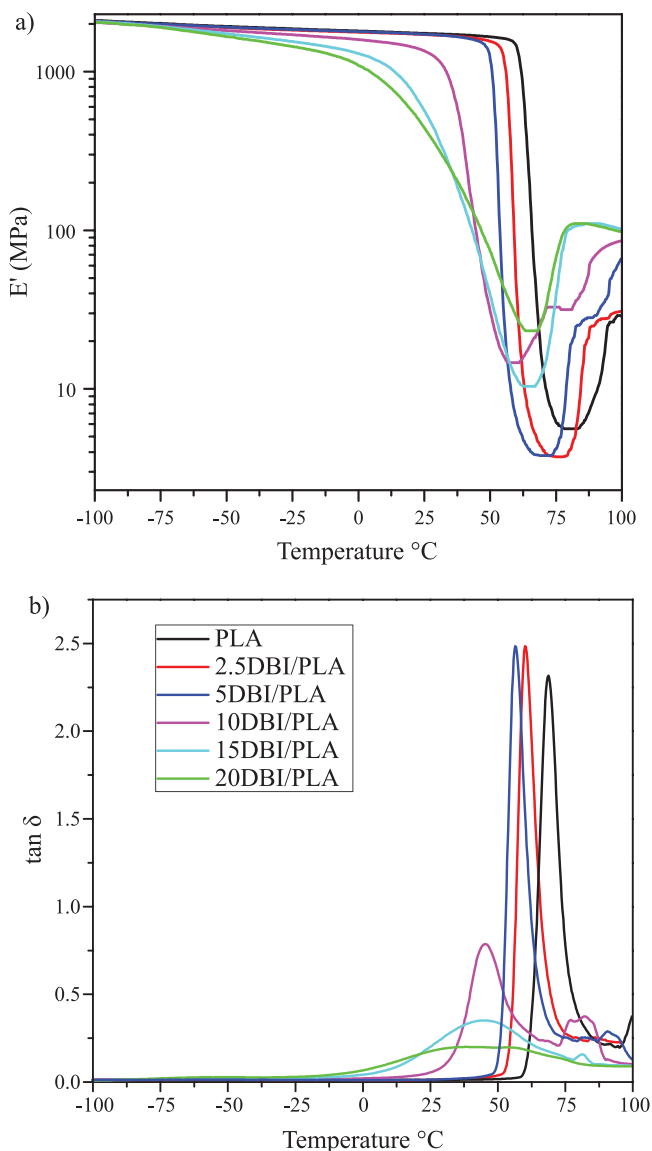 a)
1000
100
10
E' (MPa)
-100 -75 -50 -25 0 25 50 75 100
Temperature °C
b)
PLA
2.5DBI/PLA
5DBI/PLA
10DBI/PLA
15DBI/PLA
20DBI/PLA
2.5
2.0
1.5
1.0
0.5
0.0
tan δ
-100 -75 -50 -25 0 25 50 75 100
Temperature °C